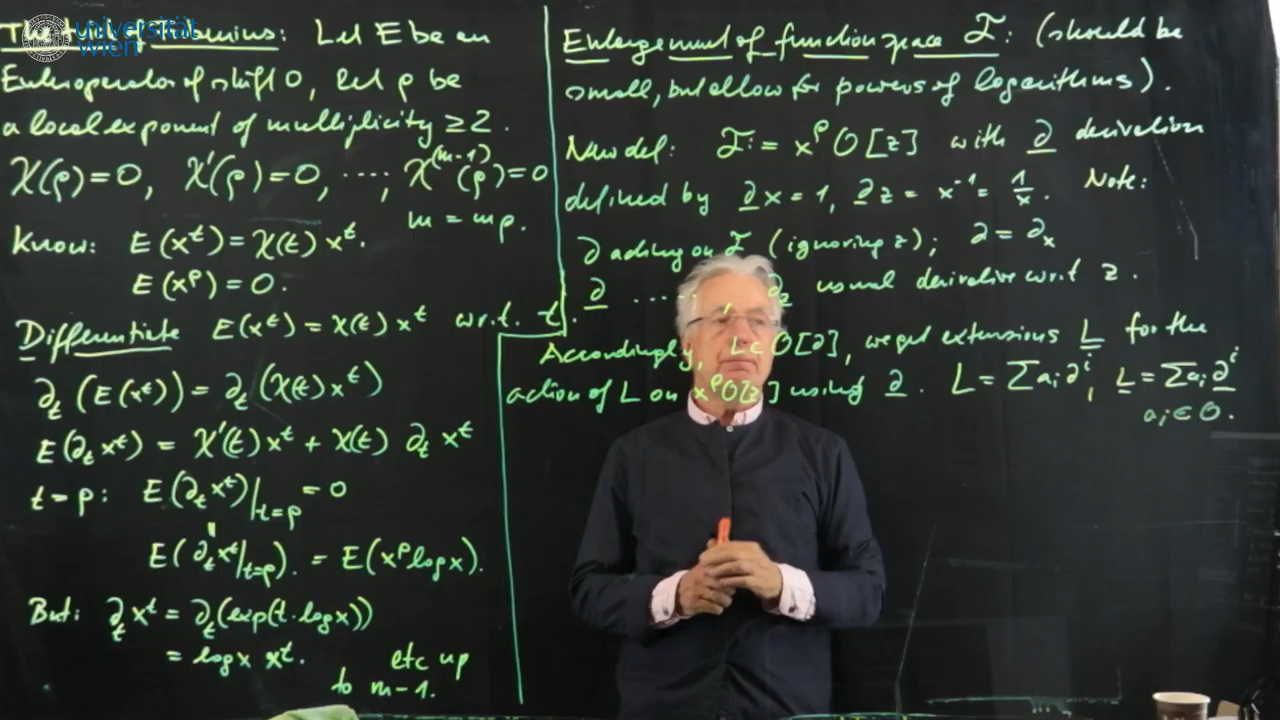 universität
wien
The trick of Frobenius: Let E be an
Euler operator of shift 0, let ρ be
a local exponent of multiplicity ≥ 2.
χ(ρ) = 0, χ'(ρ) = 0, ...., χ^(m-1)(ρ) = 0
m = m_ρ.
Know: E(x^t) = χ(t) x^t.
E(x^ρ) = 0.
Differentiate E(x^t) = χ(t) x^t w.r.t. t.
∂_t (E(x^t)) = ∂_t (χ(t) x^t)
E(∂_t x^t) = χ'(t) x^t + χ(t) ∂_t x^t
t = ρ: E(∂_t x^t)|_{t=ρ} = 0
E(∂_t x^t|_{t=ρ}). = E(x^ρ log x).
But: ∂_t x^t = ∂_t (exp(t · log x))
= log x x^t. etc up
to m-1.
Enlargement of function space F: (should be
small, but allow for powers of logarithms).
New def: F := x^ρ O[z] with ∂ derivation
defined by ∂x = 1, ∂z = x^-1 = 1/x. Note:
∂ acting on F (ignoring z); ∂ = ∂_x
∂ ..... ∂_z usual derivative w.r.t z.
Accordingly, L ∈ O[∂], we get extensions L for the
action of L on x^ρ O[z] using ∂. L = Σ a_i ∂^i, L = Σ a_i ∂^i
a_i ∈ O.